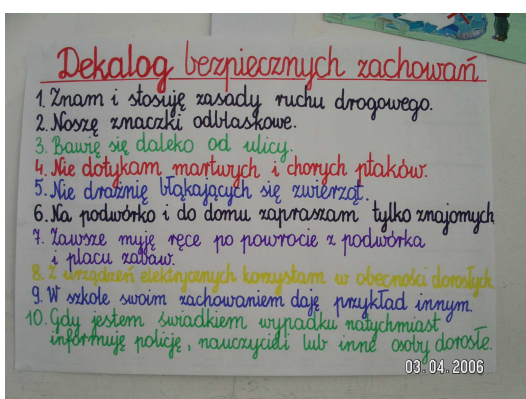 Dekalog bezpiecznych zachowań
1. Znam i stosuję zasady ruchu drogowego.
2. Noszę znaczki odblaskowe.
3. Bawię się daleko od ulicy.
4. Nie dotykam martwych i chorych ptaków.
5. Nie drażnię błąkających się zwierząt.
6. Na podwórko i do domu zapraszam tylko znajomych
7. Zawsze myję ręce po powrocie z podwórka
i placu zabaw.
8. Z urządzeń elektrycznych korzystam w obecności dorosłych
9. W szkole swoim zachowaniem daję przykład innym.
10. Gdy jestem świadkiem wypadku natychmiast
informuję policję, nauczycieli lub inne osoby dorosłe.
03.04.2006